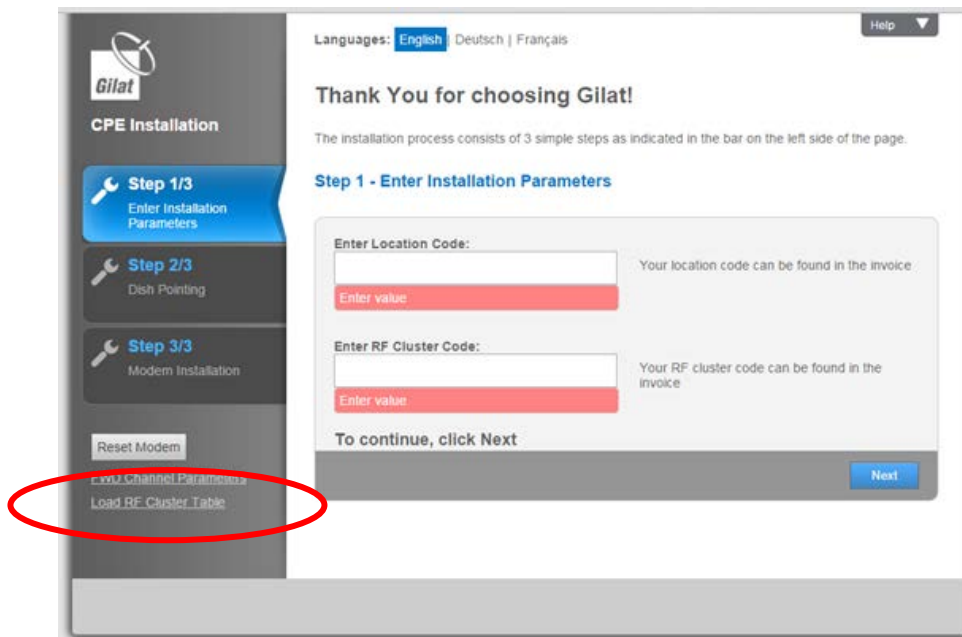 Gilat
CPE Installation
Step 1/3
Enter Installation
Parameters
Step 2/3
Dish Pointing
Step 3/3
Modem Installation
Reset Modem
FWD Channel Parameters
Load RF Cluster Table
Languages: English | Deutsch | Français
Help
Thank You for choosing Gilat!
The installation process consists of 3 simple steps as indicated in the bar on the left side of the page.
Step 1 - Enter Installation Parameters
Enter Location Code:
Your location code can be found in the invoice
Enter value
Enter RF Cluster Code:
Your RF cluster code can be found in the
invoice
Enter value
To continue, click Next
Next